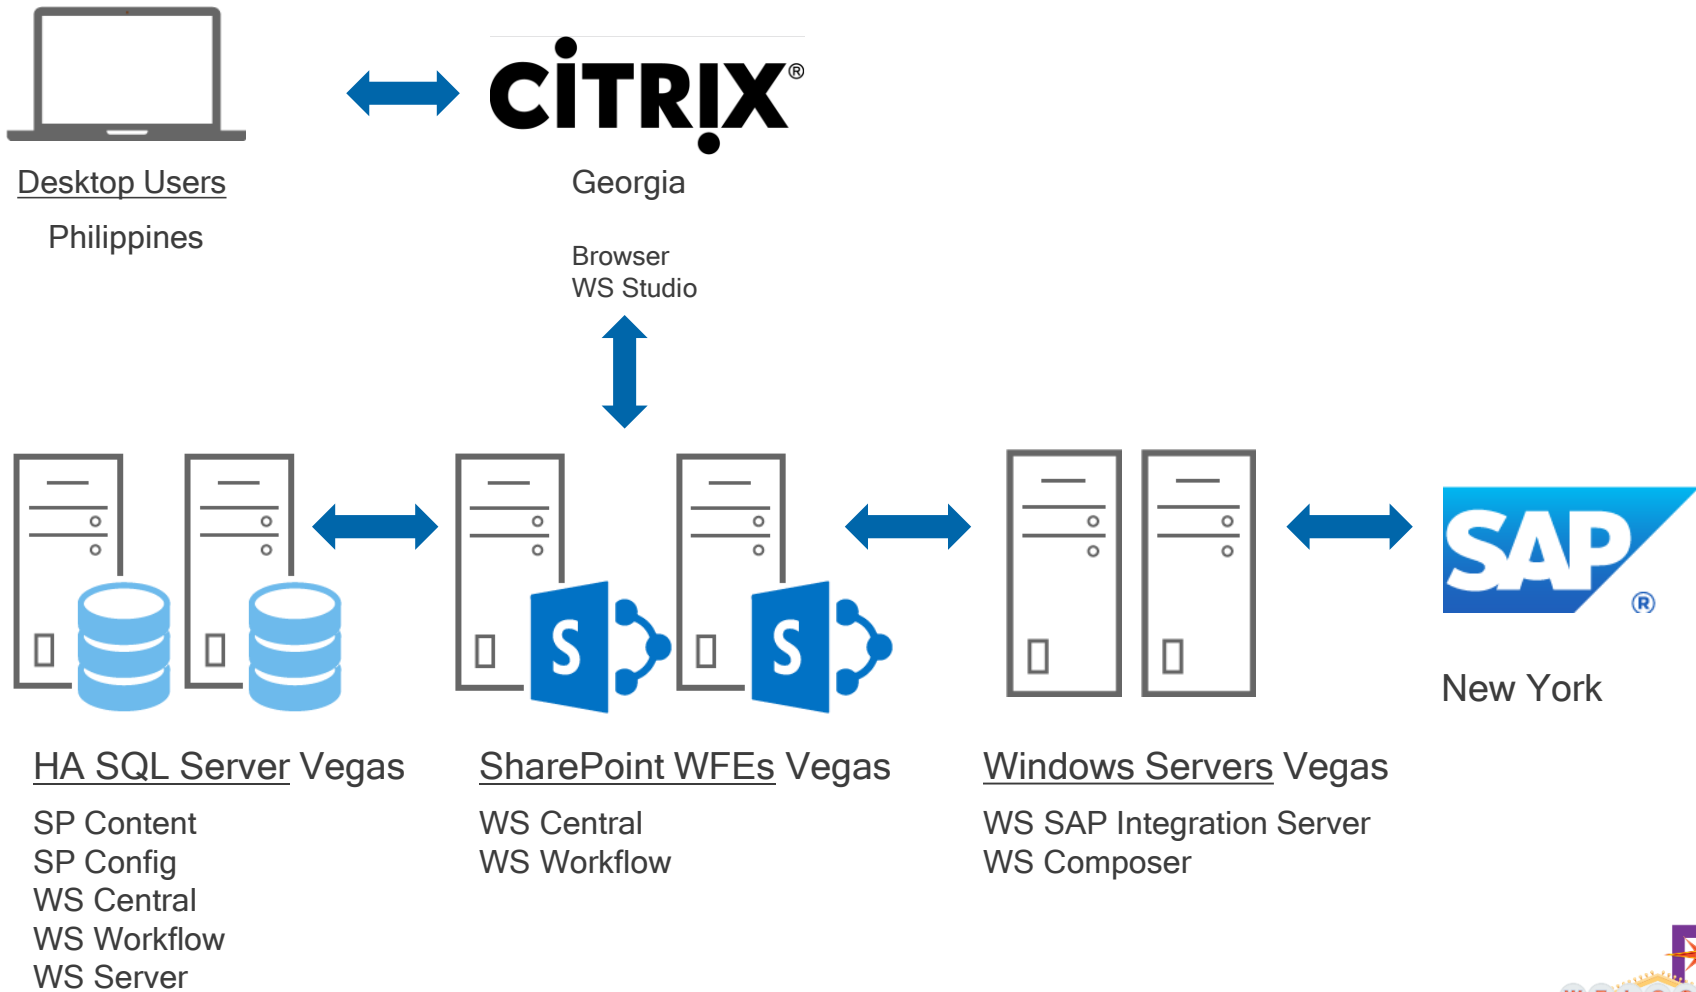 CiTRIX®
Desktop Users
Georgia
Philippines
Browser
WS Studio
S
S
SAP
®
New York
HA SQL Server Vegas
SharePoint WFEs Vegas
Windows Servers Vegas
SP Content
SP Config
WS Central
WS Workflow
WS Server
WS Central
WS Workflow
WS SAP Integration Server
WS Composer